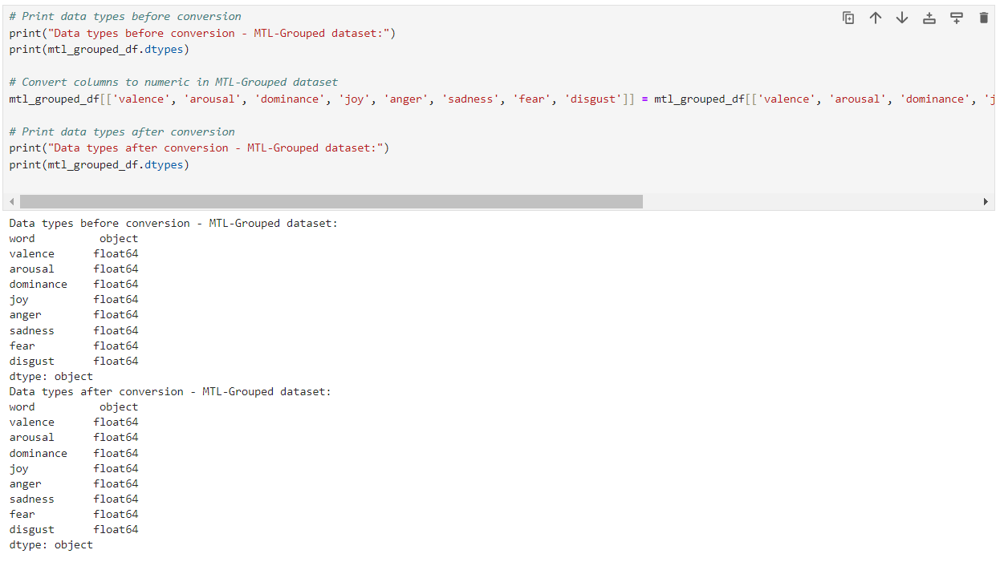 # Print data types before conversion
print("Data types before conversion - MTL-Grouped dataset:")
print(mtl_grouped_df.dtypes)
# Convert columns to numeric in MTL-Grouped dataset
mtl_grouped_df[['valence', 'arousal', 'dominance', 'joy', 'anger', 'sadness', 'fear', 'disgust']] = mtl_grouped_df[['valence', 'arousal', 'dominance', 'j
# Print data types after conversion
print("Data types after conversion - MTL-Grouped dataset:")
print(mtl_grouped_df.dtypes)
Data types before conversion - MTL-Grouped dataset:
word object
valence float64
arousal float64
dominance float64
joy float64
anger float64
sadness float64
fear float64
disgust float64
dtype: object
Data types after conversion - MTL-Grouped dataset:
word object
valence float64
arousal float64
dominance float64
joy float64
anger float64
sadness float64
fear float64
disgust float64
dtype: object